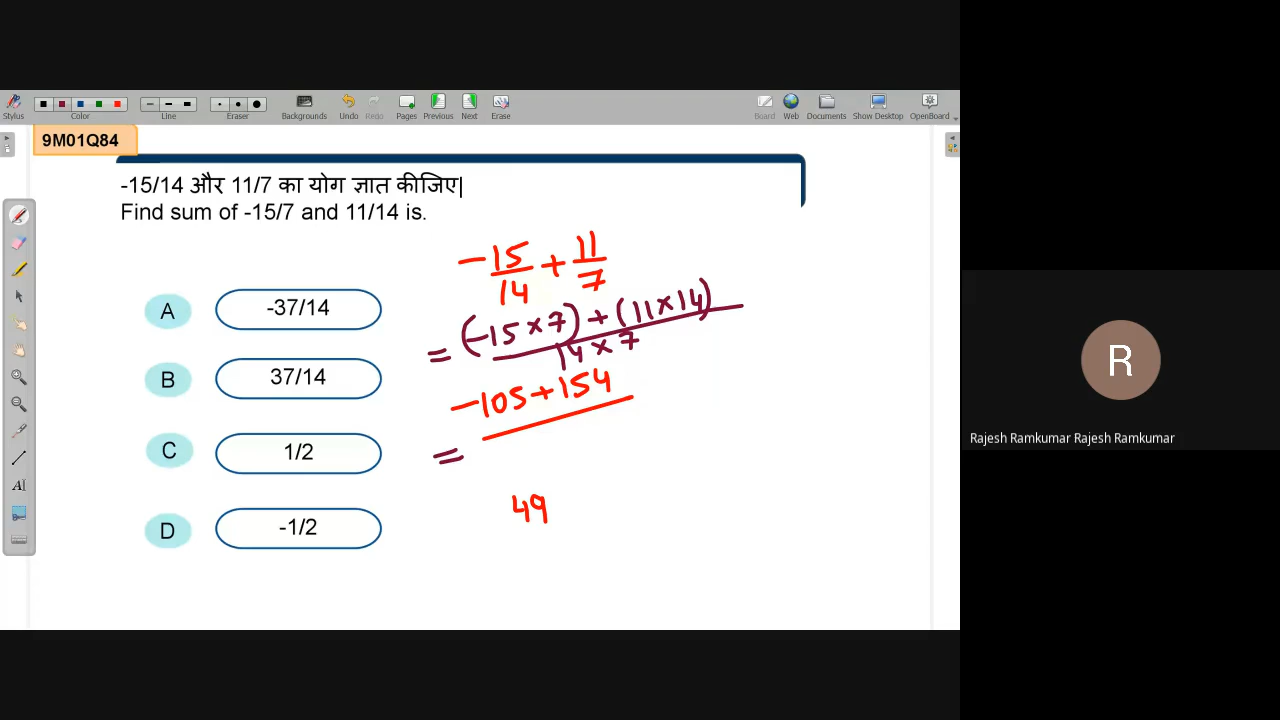 Stylus
Color
Line
Eraser
Backgrounds
Undo
Redo
Pages
Previous
Next
Erase
Board
Web
Documents
Show Desktop
OpenBoard
9M01Q84
-15/14 और 11/7 का योग ज्ञात कीजिए|
Find sum of -15/7 and 11/14 is.
A -37/14
B 37/14
C 1/2
D -1/2
-15/14 + 11/7
= (-15 × 7) + (11 × 14)
14 × 7
-105 + 154
=
49
R
Rajesh Ramkumar Rajesh Ramkumar